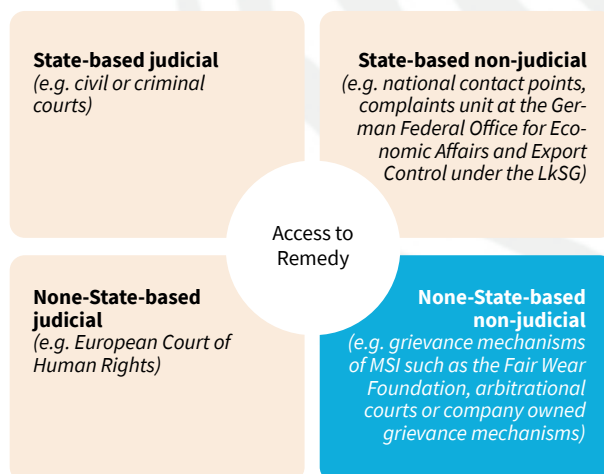 State-based judicial
(e.g. civil or criminal
courts)
State-based non-judicial
(e.g. national contact points,
complaints unit at the Ger-
man Federal Office for Eco-
nomic Affairs and Export
Control under the LkSG)
Access to
Remedy
None-State-based
judicial
(e.g. European Court of
Human Rights)
None-State-based
non-judicial
(e.g. grievance mechanisms
of MSI such as the Fair Wear
Foundation, arbitrational
courts or company owned
grievance mechanisms)